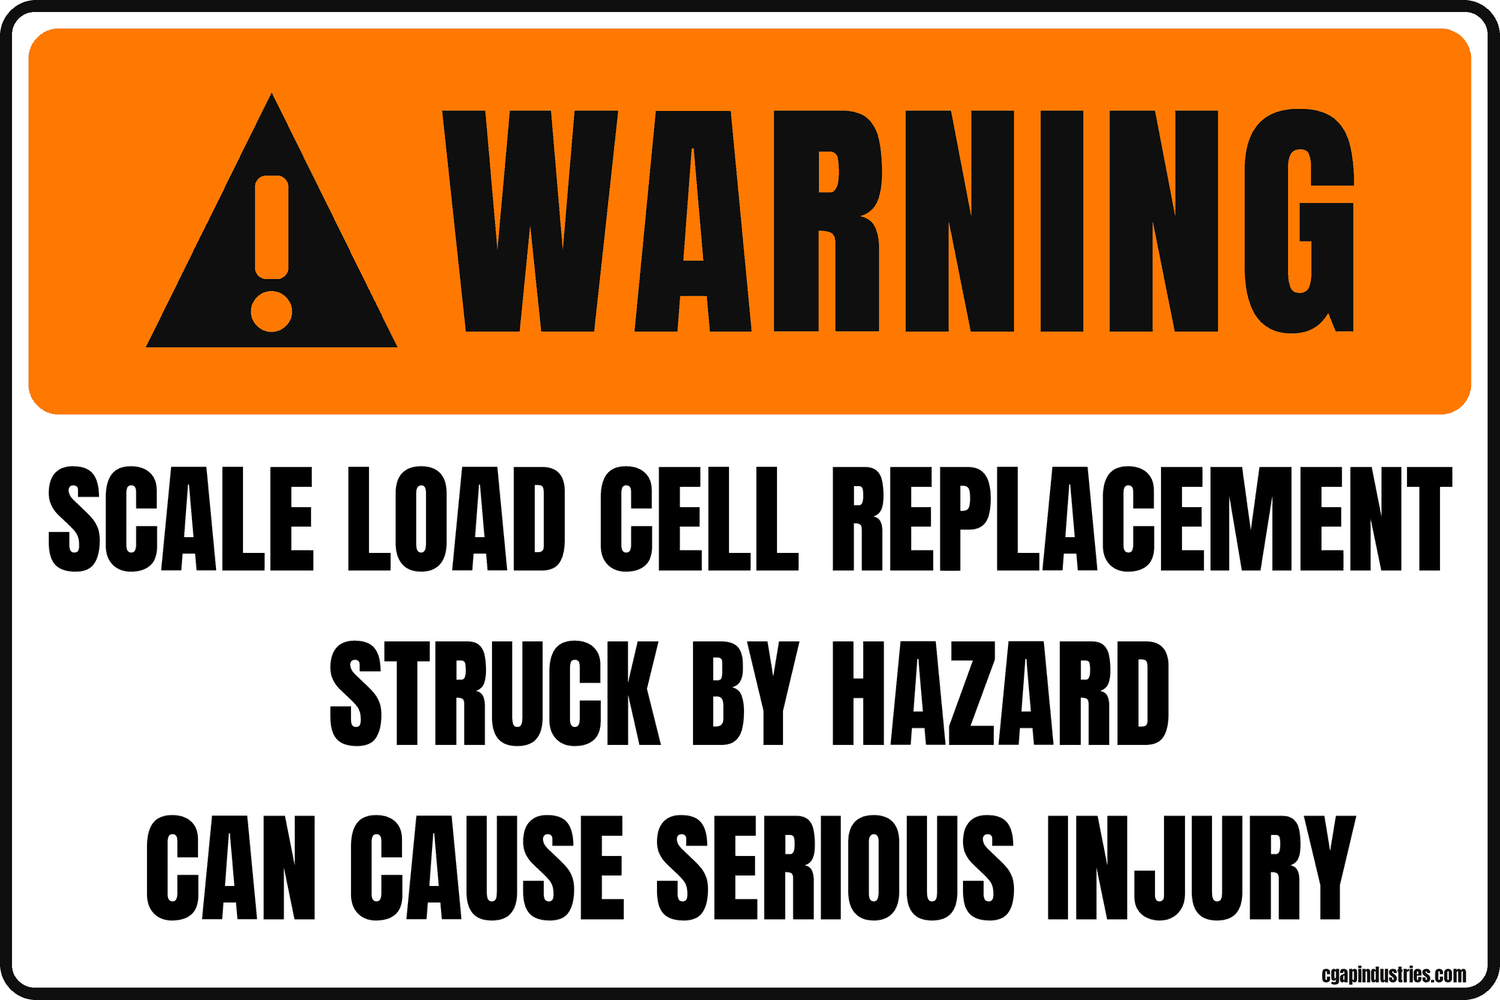 WARNING
SCALE LOAD CELL REPLACEMENT
STRUCK BY HAZARD
CAN CAUSE SERIOUS INJURY
cgapindustries.com